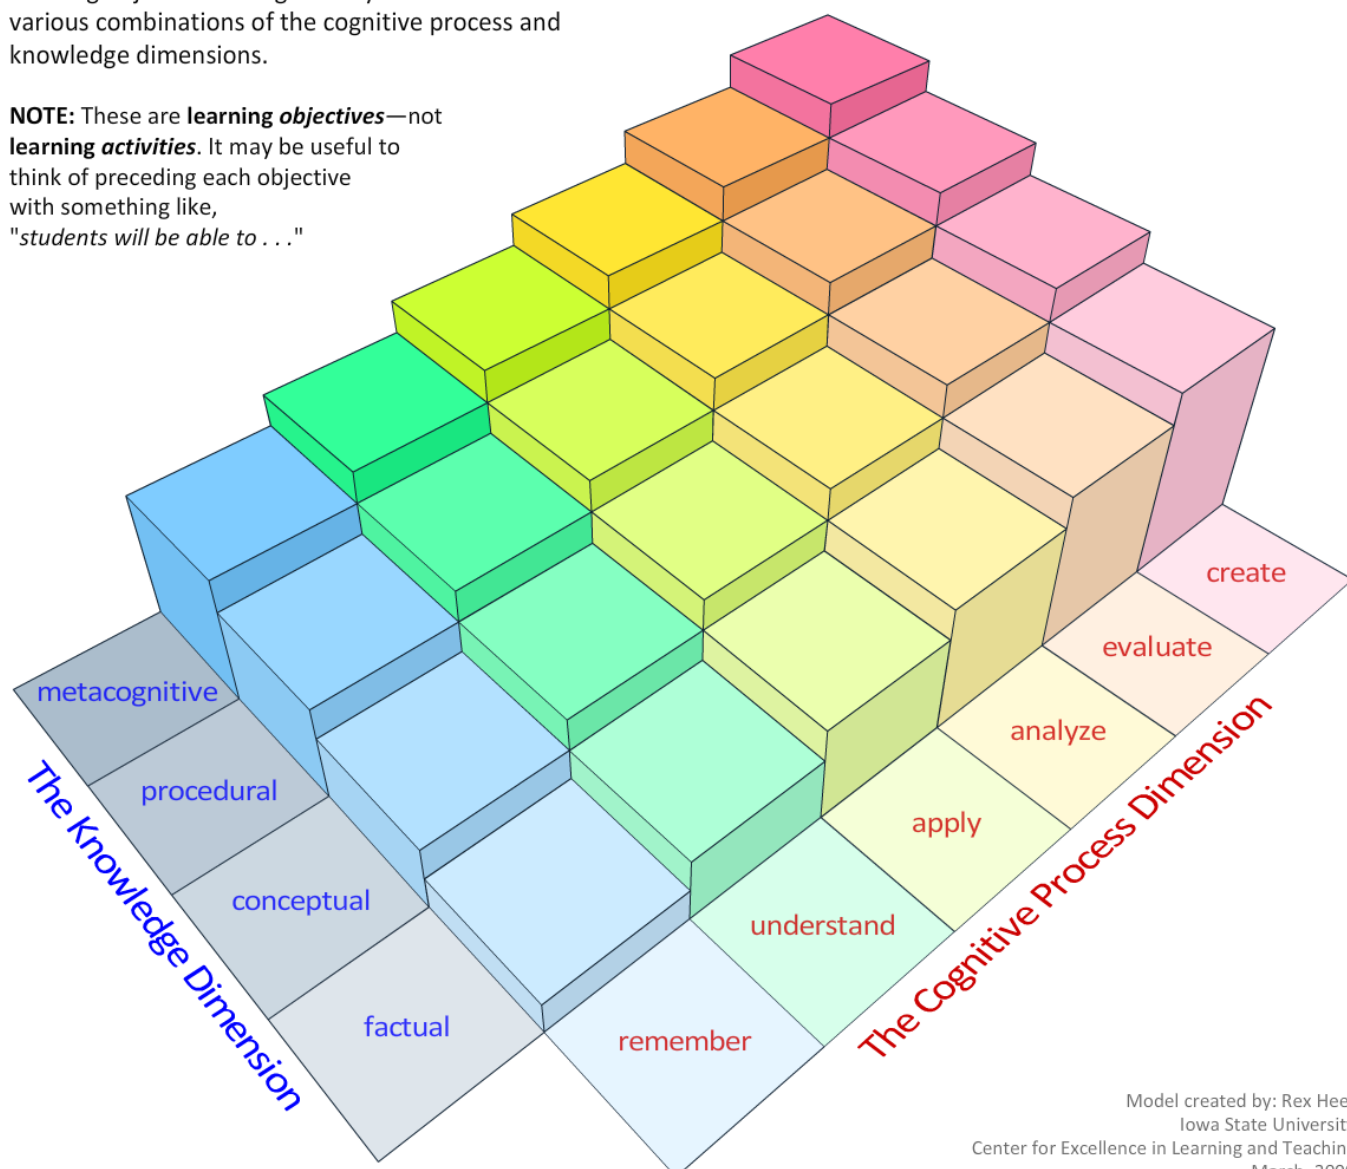 various combinations of the cognitive process and
knowledge dimensions.
NOTE: These are learning objectives—not
learning activities. It may be useful to
think of preceding each objective
with something like,
"students will be able to . . ."
metacognitive
procedural
conceptual
factual
The Knowledge Dimension
remember
understand
apply
analyze
evaluate
create
The Cognitive Process Dimension
Model created by: Rex
Iowa State
Center for Excellence in Learning and